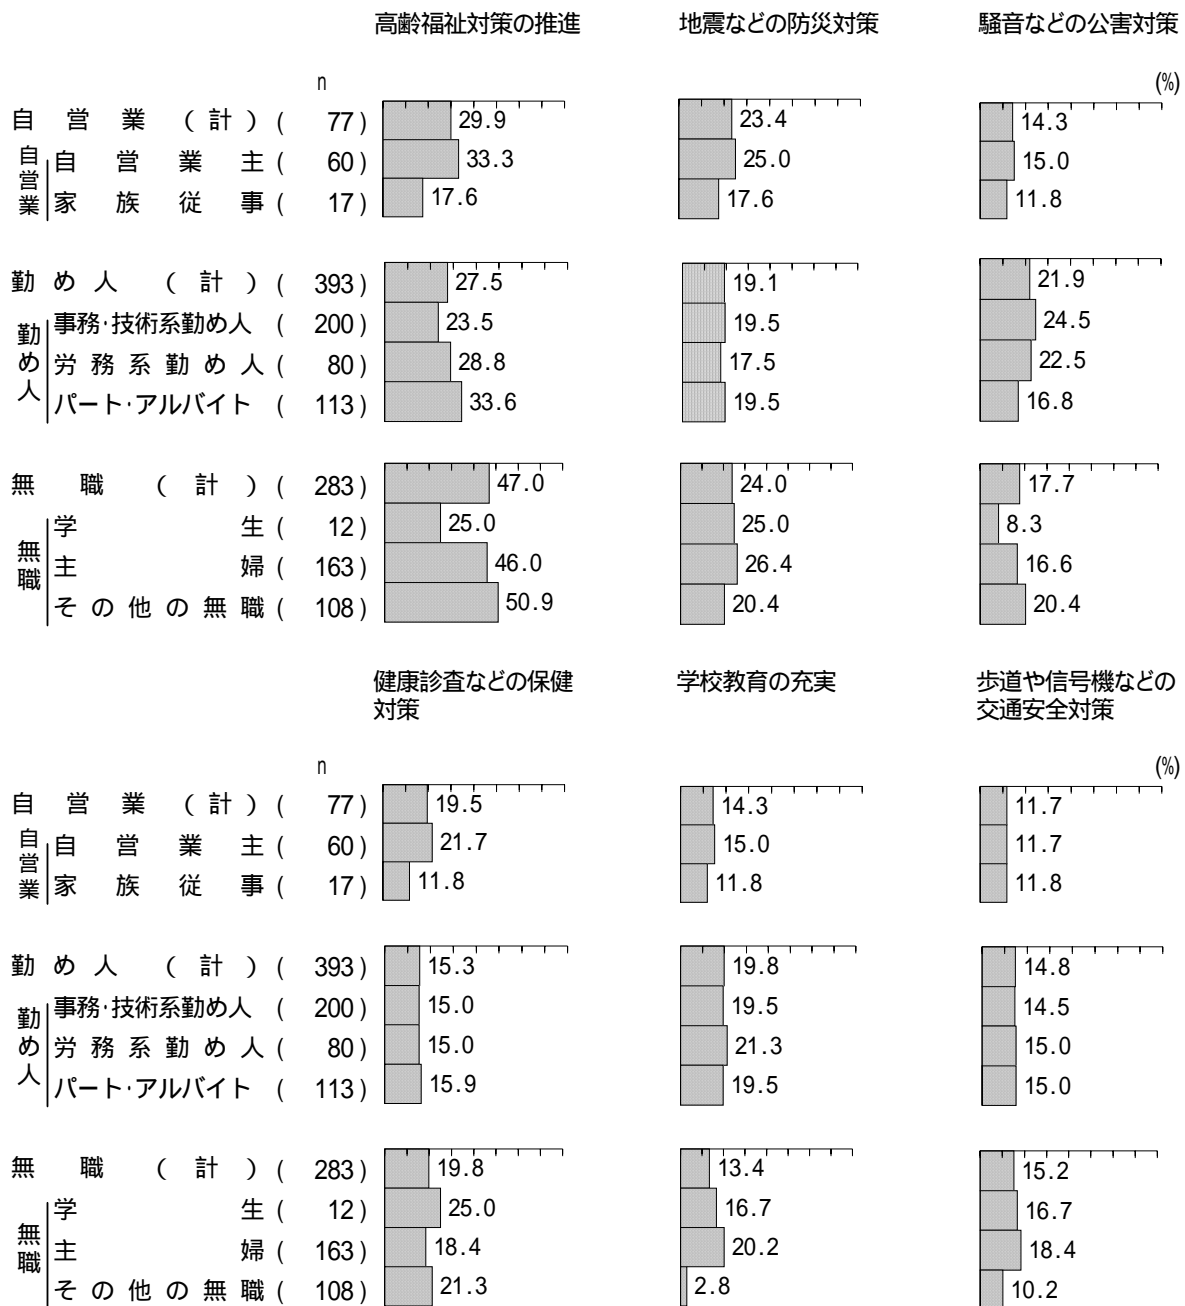 高齢福祉対策の推進 地震などの防災対策 騒音などの公害対策
n (%)
自営業(計)( 77) 29.9 23.4 14.3
自営業主( 60) 33.3 25.0 15.0
家族従事( 17) 17.6 17.6 11.8
自営業
勤め人(計)( 393) 27.5 19.1 21.9
事務・技術系勤め人( 200) 23.5 19.5 24.5
労務系勤め人( 80) 28.8 17.5 22.5
パート・アルバイト( 113) 33.6 19.5 16.8
勤め人
無職(計)( 283) 47.0 24.0 17.7
学生( 12) 25.0 25.0 8.3
主婦( 163) 46.0 26.4 16.6
その他の無職( 108) 50.9 20.4 20.4
無職
健康診査などの保健 学校教育の充実 歩道や信号機などの
対策 交通安全対策
n (%)
自営業(計)( 77) 19.5 14.3 11.7
自営業主( 60) 21.7 15.0 11.7
家族従事( 17) 11.8 11.8 11.8
自営業
勤め人(計)( 393) 15.3 19.8 14.8
事務・技術系勤め人( 200) 15.0 19.5 14.5
労務系勤め人( 80) 15.0 21.3 15.0
パート・アルバイト( 113) 15.9 19.5 15.0
勤め人
無職(計)( 283) 19.8 13.4 15.2
学生( 12) 25.0 16.7 16.7
主婦( 163) 18.4 20.2 18.4
その他の無職( 108) 21.3 2.8 10.2
無職